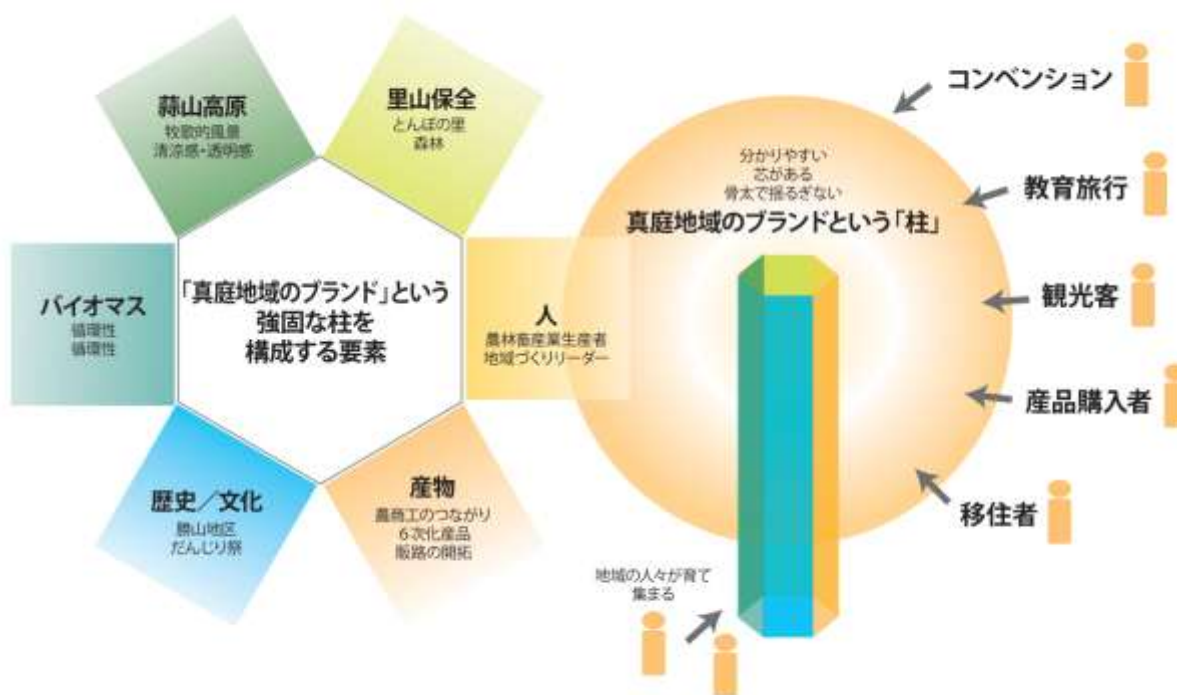 蒜山高原
牧歌的風景
清涼感・透明感
里山保全
とんぼの里
森林
バイオマス
循環性
循環性
「真庭地域のブランド」という
強固な柱を
構成する要素
人
農林畜産業生産者
地域づくりリーダー
歴史／文化
勝山地区
だんじり祭
産物
農商工のつながり
6次化産品
販路の開拓
分かりやすい
芯がある
骨太で揺るぎない
真庭地域のブランドという「柱」
コンベンション
教育旅行
観光客
産品購入者
移住者
地域の人々が育て
集まる